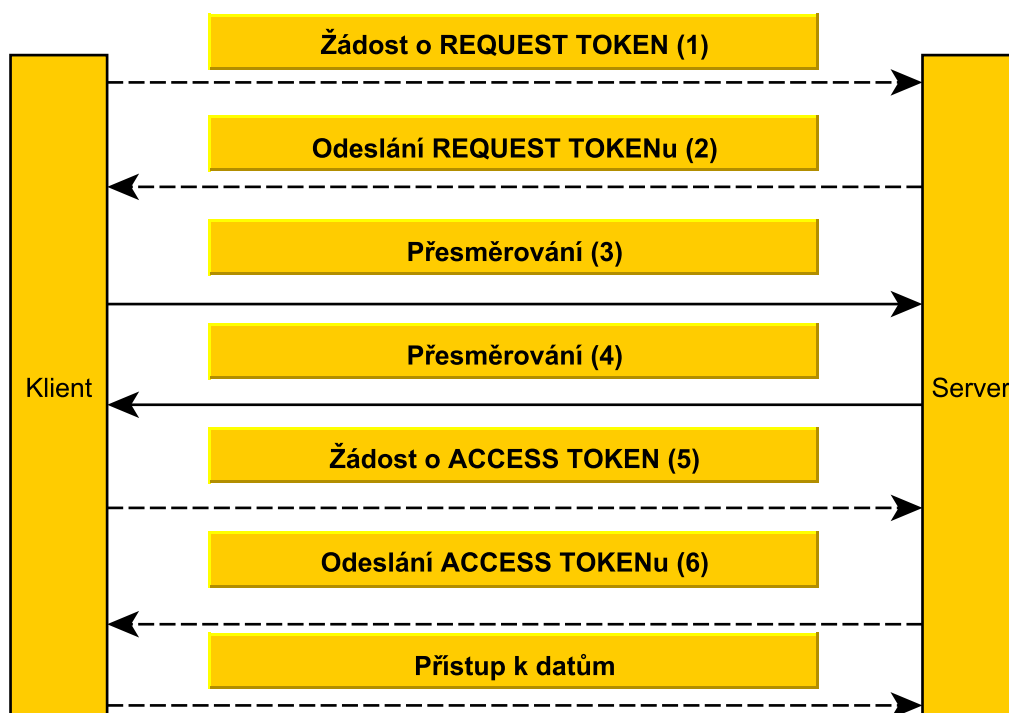 Žádost o REQUEST TOKEN (1)
Odeslání REQUEST TOKENu (2)
Přesměrování (3)
Přesměrování (4)
Klient
Server
Žádost o ACCESS TOKEN (5)
Odeslání ACCESS TOKENu (6)
Přístup k datům